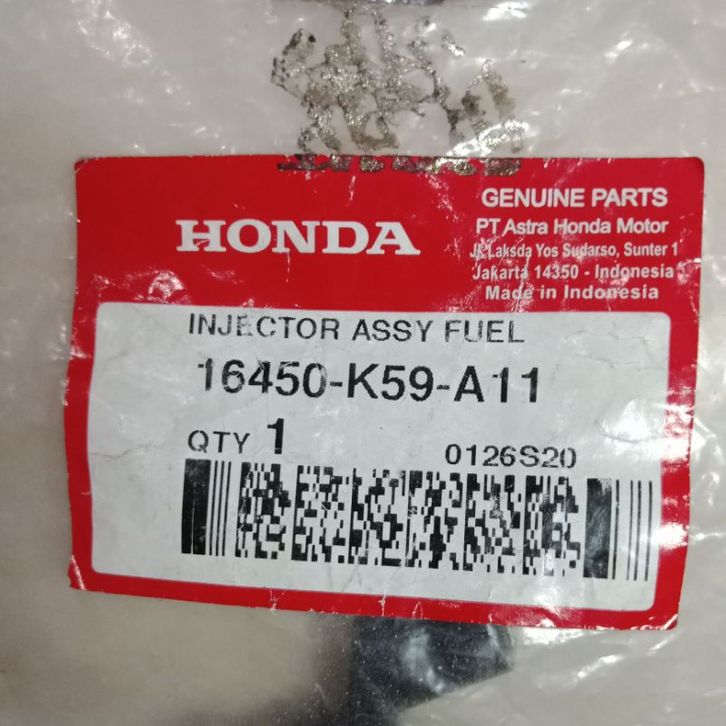 GENUINE PARTS
HONDA
PT Astra Honda Motor
Jl. Laksda Yos Sudarso, Sunter 1
Jakarta 14350 - Indonesia
Made in Indonesia
INJECTOR ASSY FUEL
16450-K59-A11
QTY 1
0126S20